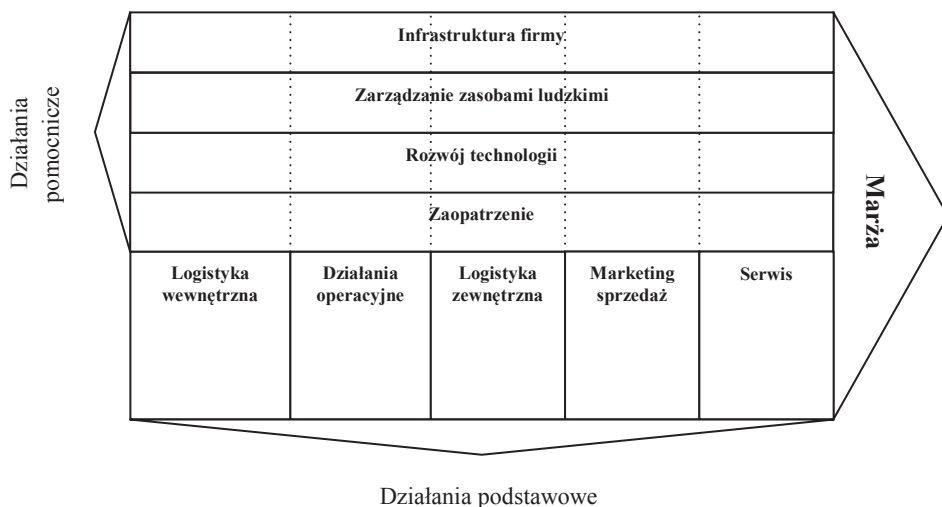 Działania
pomocnicze
Infrastruktura firmy
Zarządzanie zasobami ludzkimi
Rozwój technologii
Zaopatrzenie
Marża
Logistyka
wewnętrzna
Działania
operacyjne
Logistyka
zewnętrzna
Marketing
sprzedaż
Serwis
Działania podstawowe